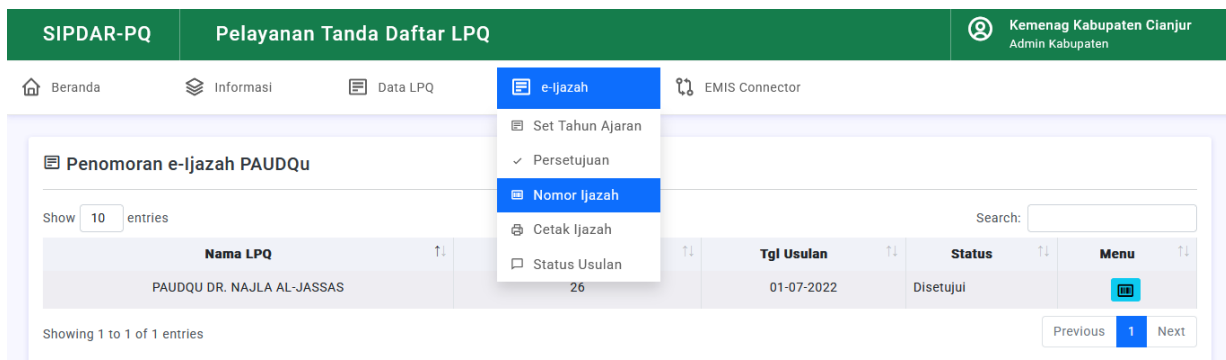 SIPDAR-PQ
Pelayanan Tanda Daftar LPQ
Kemenag Kabupaten Cianjur
Admin Kabupaten
Beranda
Informasi
Data LPQ
e-Ijazah
EMIS Connector
Set Tahun Ajaran
Persetujuan
Nomor Ijazah
Cetak Ijazah
Status Usulan
Penomoran e-Ijazah PAUDQu
Show 10 entries
Search:
Nama LPQ
Tgl Usulan
Status
Menu
PAUDQU DR. NAJLA AL-JASSAS
26
01-07-2022
Disetujui
Showing 1 to 1 of 1 entries
Previous 1 Next